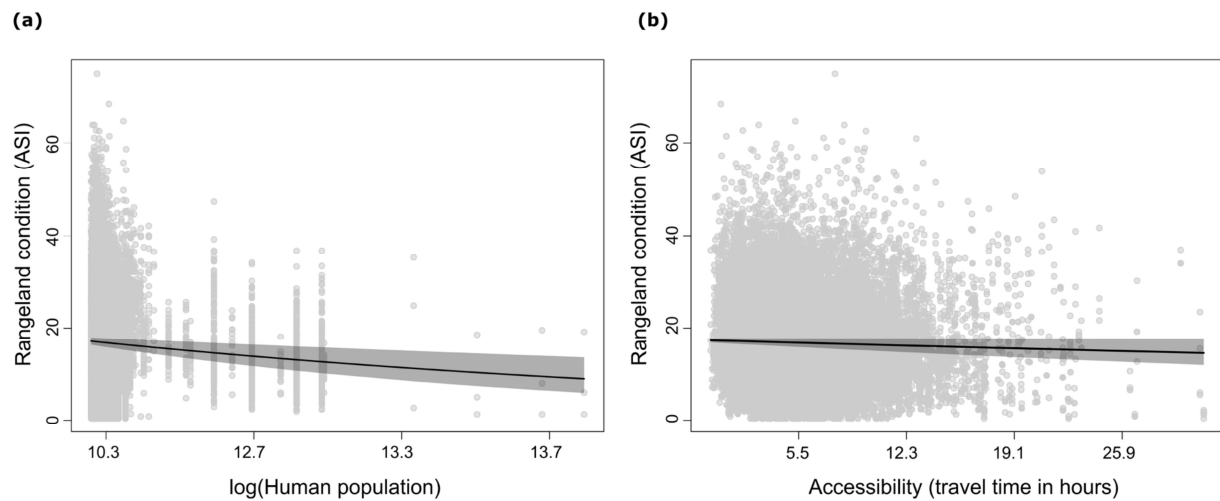 (a)
Rangeland condition (ASI)
60
40
20
0
10.3 12.7 13.3 13.7
log(Human population)
(b)
Rangeland condition (ASI)
60
40
20
0
5.5 12.3 19.1 25.9
Accessibility (travel time in hours)